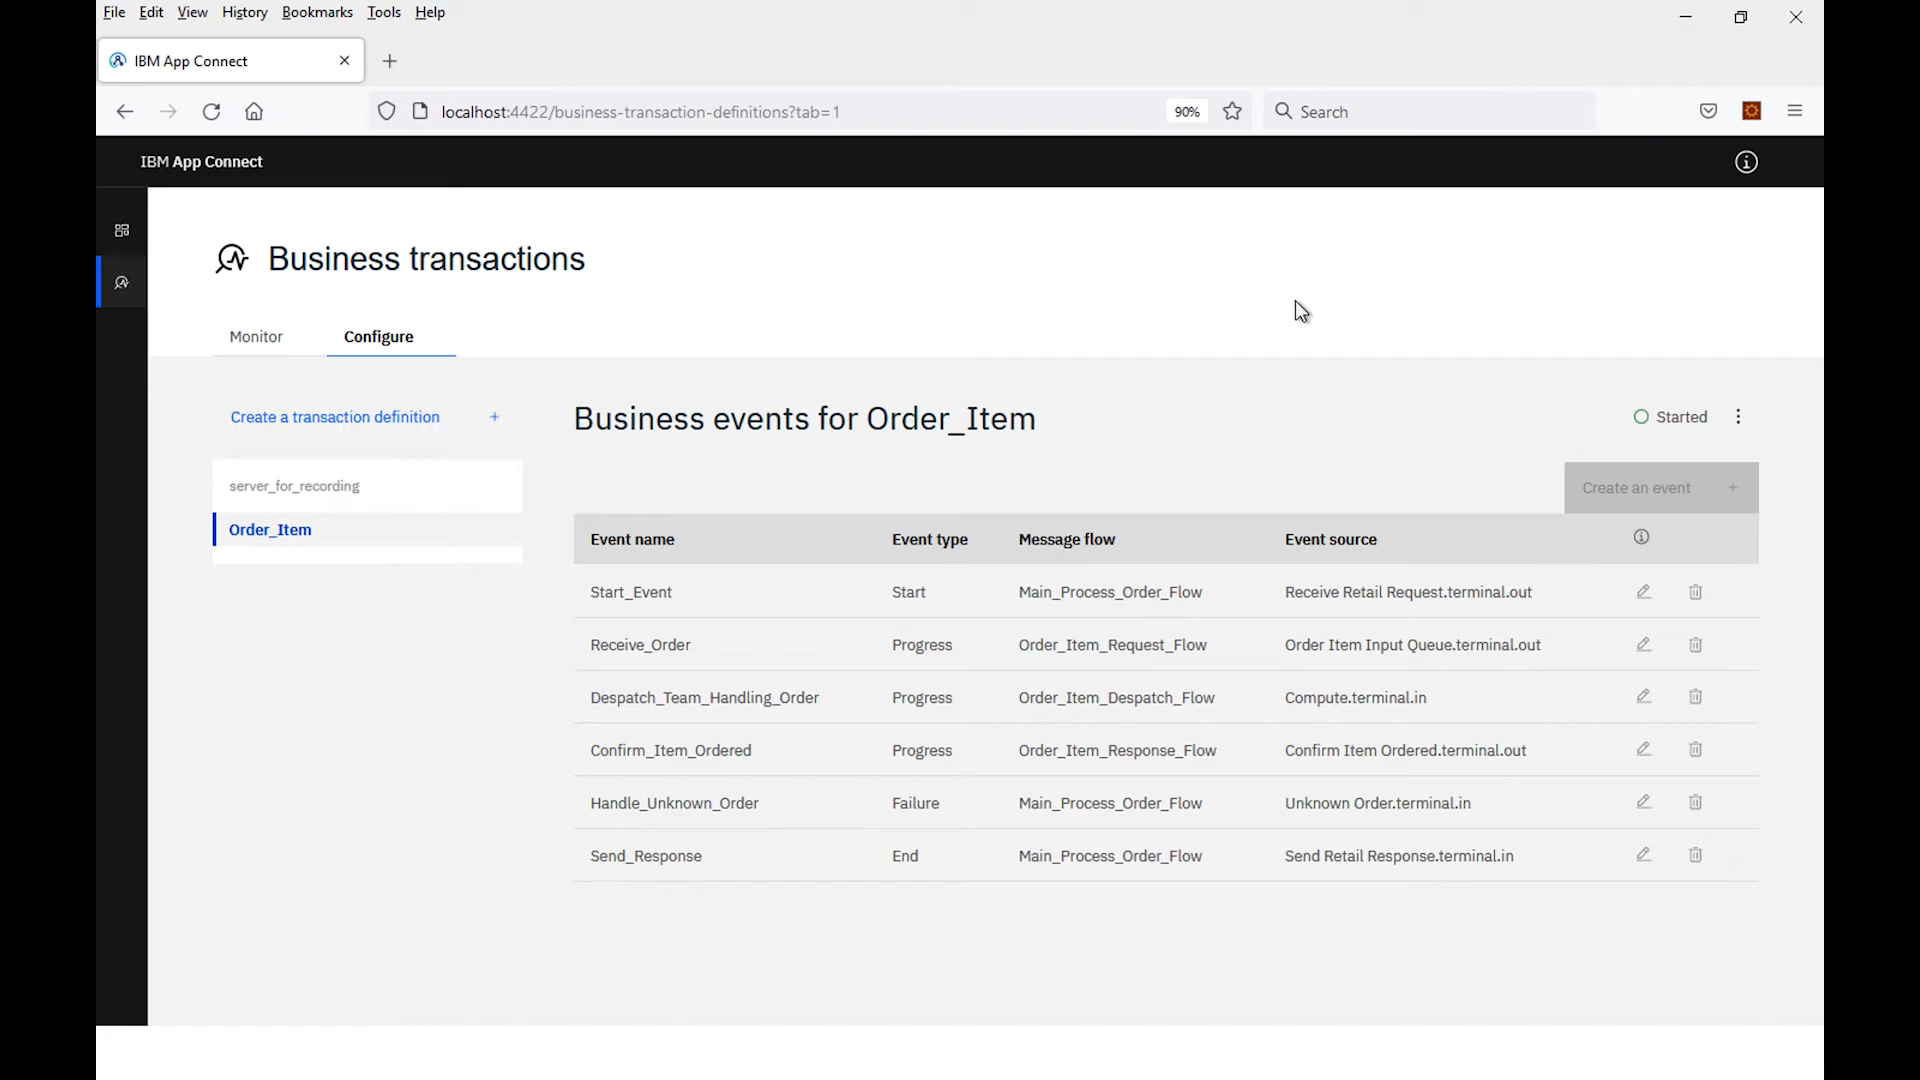 File Edit View History Bookmarks Tools Help
IBM App Connect
localhost:4422/business-transaction-definitions?tab=1 90% Search
IBM App Connect
Business transactions
Monitor Configure
Create a transaction definition +
Business events for Order_Item
Started
server_for_recording
Create an event +
Order_Item
Event name Event type Message flow Event source
Start_Event Start Main_Process_Order_Flow Receive Retail Request.terminal.out
Receive_Order Progress Order_Item_Request_Flow Order Item Input Queue.terminal.out
Despatch_Team_Handling_Order Progress Order_Item_Despatch_Flow Compute.terminal.in
Confirm_Item_Ordered Progress Order_Item_Response_Flow Confirm Item Ordered.terminal.out
Handle_Unknown_Order Failure Main_Process_Order_Flow Unknown Order.terminal.in
Send_Response End Main_Process_Order_Flow Send Retail Response.terminal.in